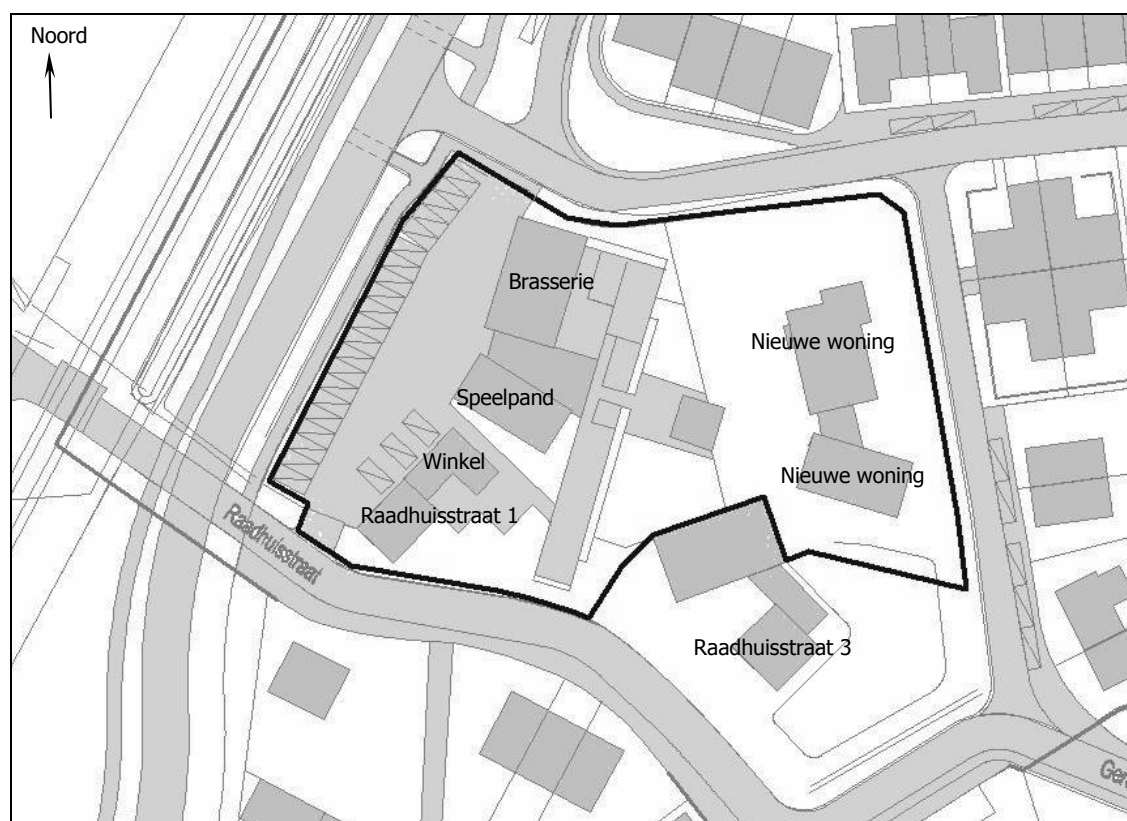 Noord
Brasserie
Nieuwe woning
Speelpand
Winkel
Nieuwe woning
Raadhuisstraat 1
Raadhuisstraat
Raadhuisstraat 3